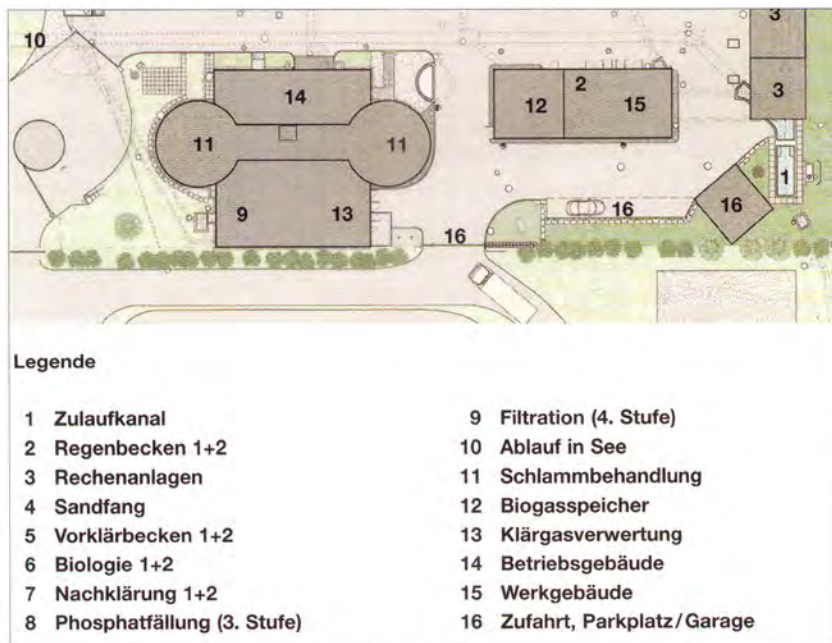 3
10
14
12
2
15
3
11
11
1
9
13
16
16
16
Legende
1 Zulaufkanal
2 Regenbecken 1+2
3 Rechenanlagen
4 Sandfang
5 Vorklärbecken 1+2
6 Biologie 1+2
7 Nachklärung 1+2
8 Phosphatfällung (3. Stufe)
9 Filtration (4. Stufe)
10 Ablauf in See
11 Schlammbehandlung
12 Biogasspeicher
13 Klärgasverwertung
14 Betriebsgebäude
15 Werkgebäude
16 Zufahrt, Parkplatz/Garage